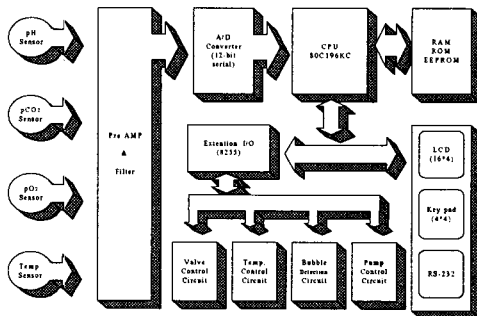 pH
Sensor
pCO₂
Sensor
pO₂
Sensor
Temp
Sensor
Pre AMP
&
Filter
A/D
Converter
(12-bit
serial)
CPU
80C196KC
RAM
ROM
EEPROM
Extention I/O
(8255)
LCD
(16*4)
Key pad
(4*4)
RS-232
Valve
Control
Circuit
Temp.
Control
Circuit
Bubble
Detection
Circuit
Pump
Control
Circuit